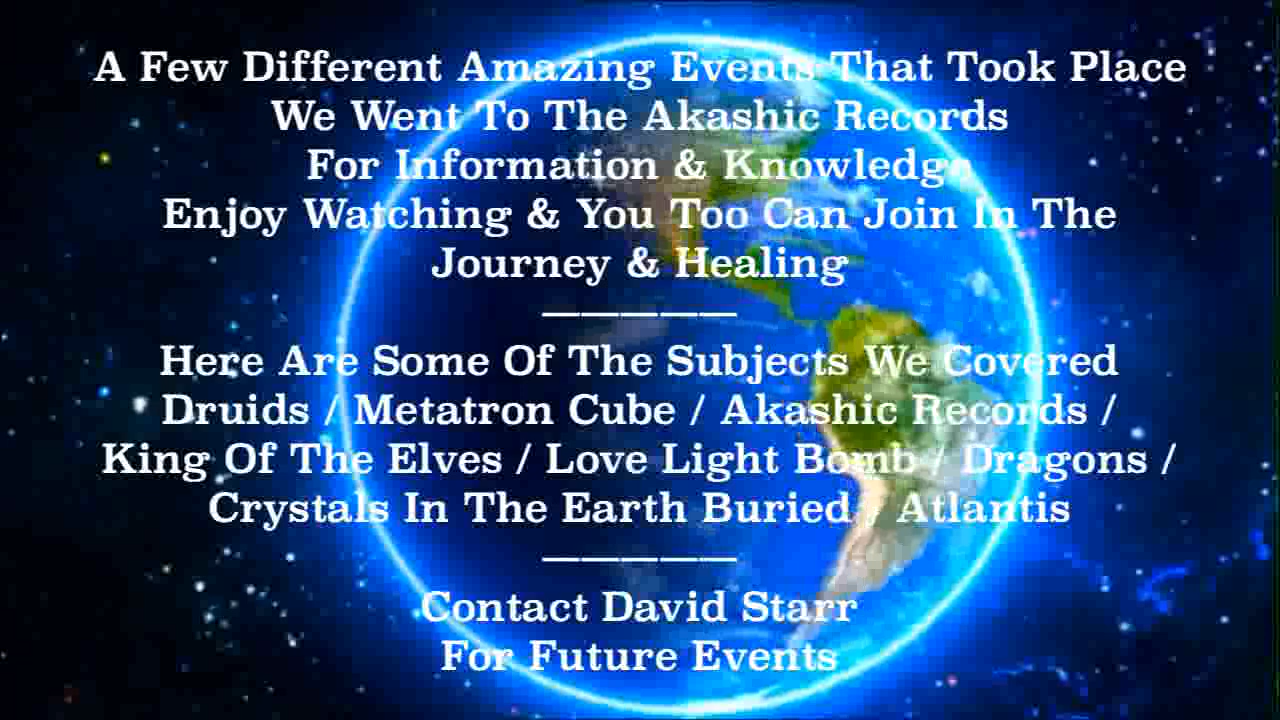 A Few Different Amazing Events That Took Place
We Went To The Akashic Records
For Information & Knowledge
Enjoy Watching & You Too Can Join In The
Journey & Healing
—————
Here Are Some Of The Subjects We Covered
Druids / Metatron Cube / Akashic Records /
King Of The Elves / Love Light Bomb / Dragons /
Crystals In The Earth Buried / Atlantis
—————
Contact David Starr
For Future Events